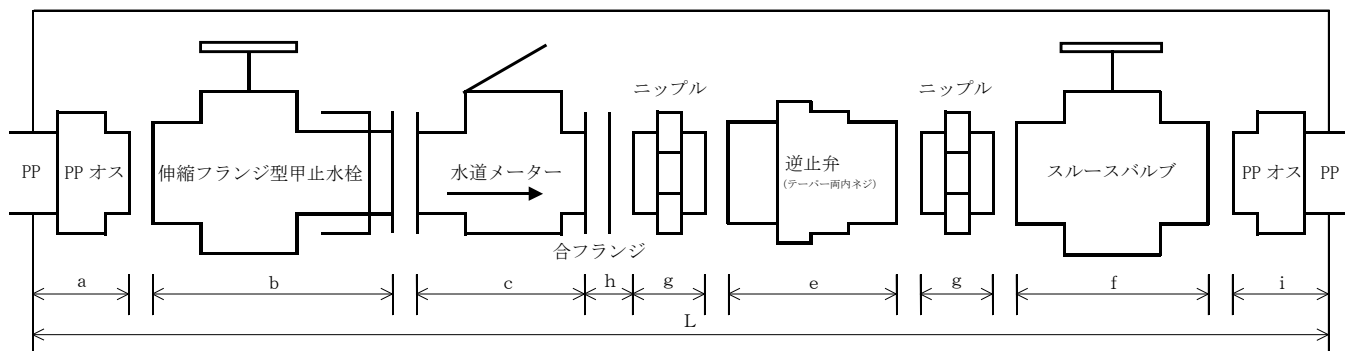 ニップル
ニップル
PP
PP オス
伸縮フランジ型甲止水栓
水道メーター
逆止弁
(テーパー両内ネジ)
スルースバルブ
PP オス
PP
合フランジ
a
b
c
h
g
e
g
f
i
L